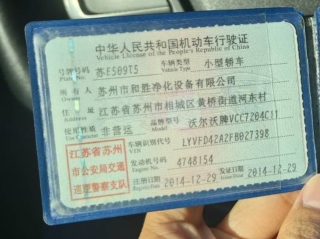 中华人民共和国机动车行驶证
Vehicle License of the People's Republic of China
号牌号码 苏E509T5 车辆类型 小型轿车
Plate No. Vehicle Type
所有人 苏州市和胜净化设备有限公司
住址 江苏省苏州市相城区黄桥街道河东村
使用性质 非营运 品牌型号 沃尔沃牌VCC7204C11
江苏省苏州
市公安局交通
巡逻警察支队
车辆识别代号 LYVFD42A2FB027398
VIN
发动机号码 4748154
Engine No.
注册日期 2014-12-29 发证日期 2014-12-29
Register Date Issue Date